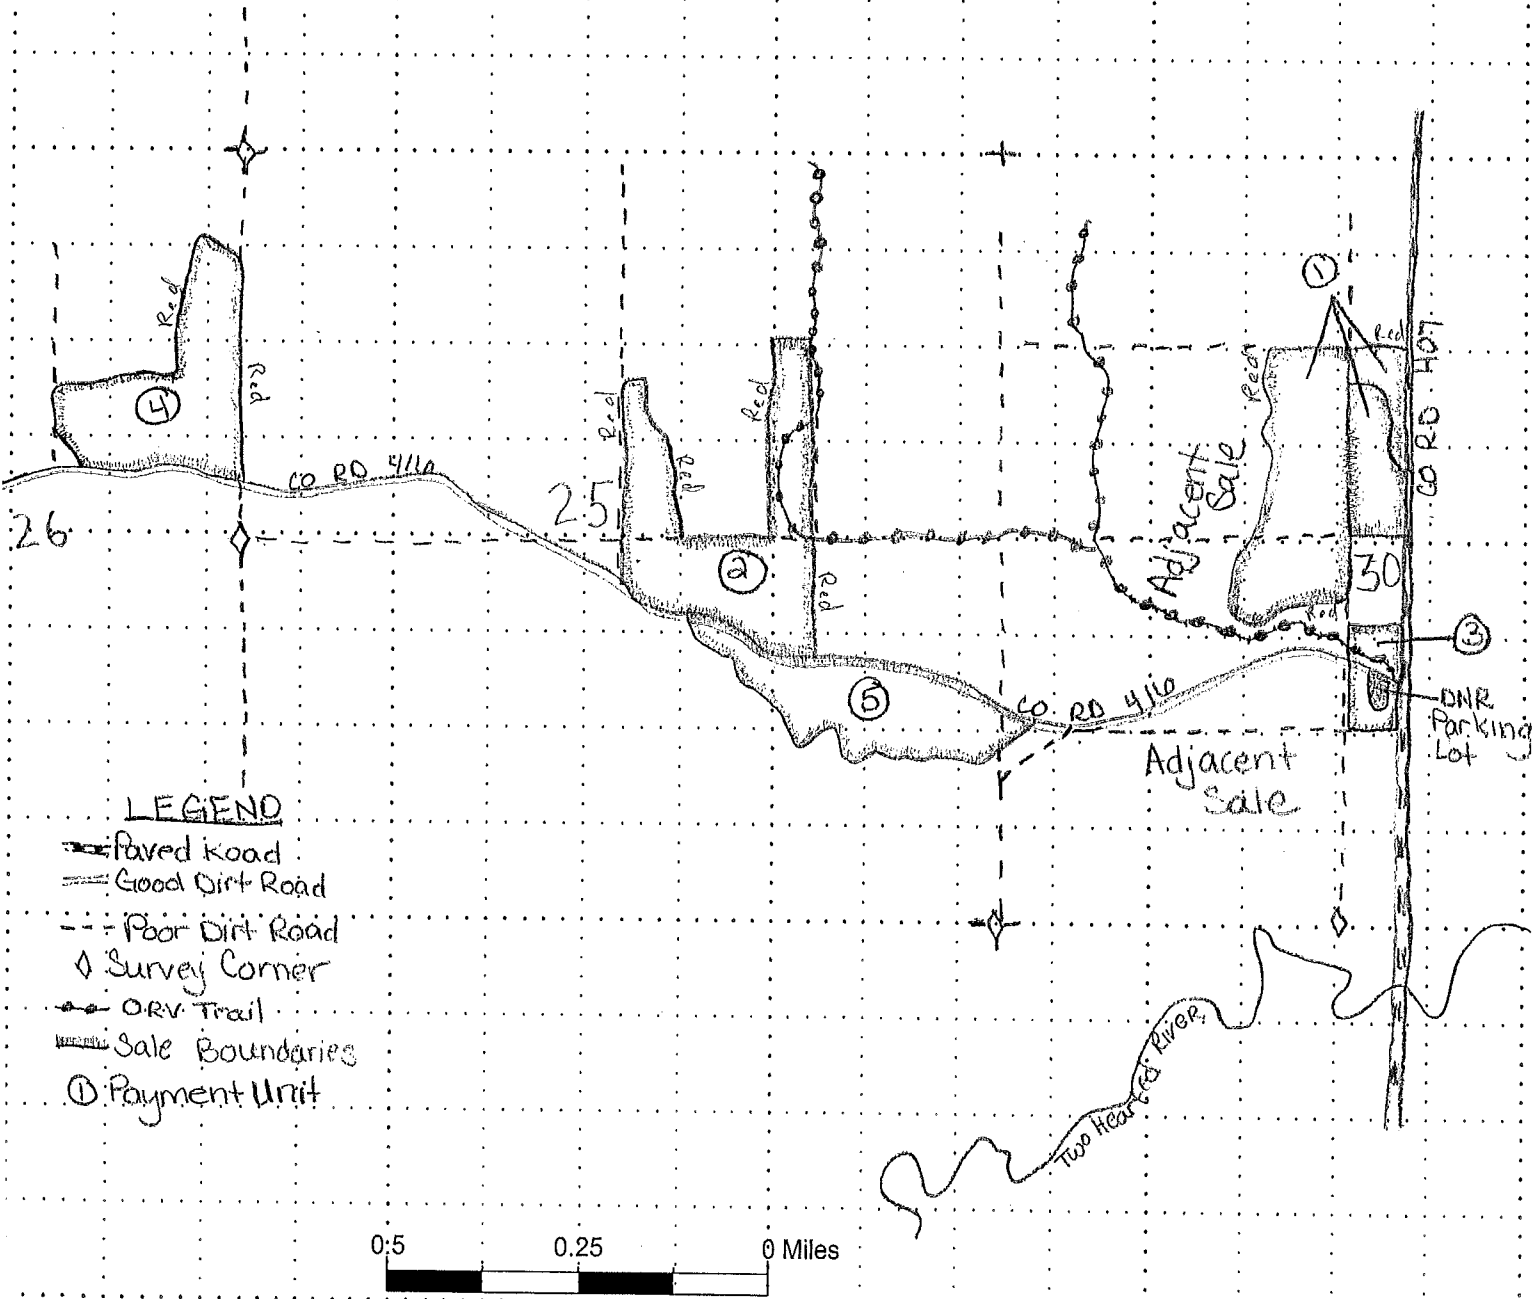 1
Red
Red
CO RD 407
Red
Red
Red
Red
Red
4
Adjacent
Sale
CO RD 416
25
26
Red
2
Red
30
Red
3
5
CO RD 416
DNR
Parking
Lot
Adjacent
Sale
LEGEND
Paved Road
Good Dirt Road
Poor Dirt Road
Survey Corner
O.R.V. Trail
Sale Boundaries
1 Payment Unit
Two Hearted River
0.5 0.25 0 Miles